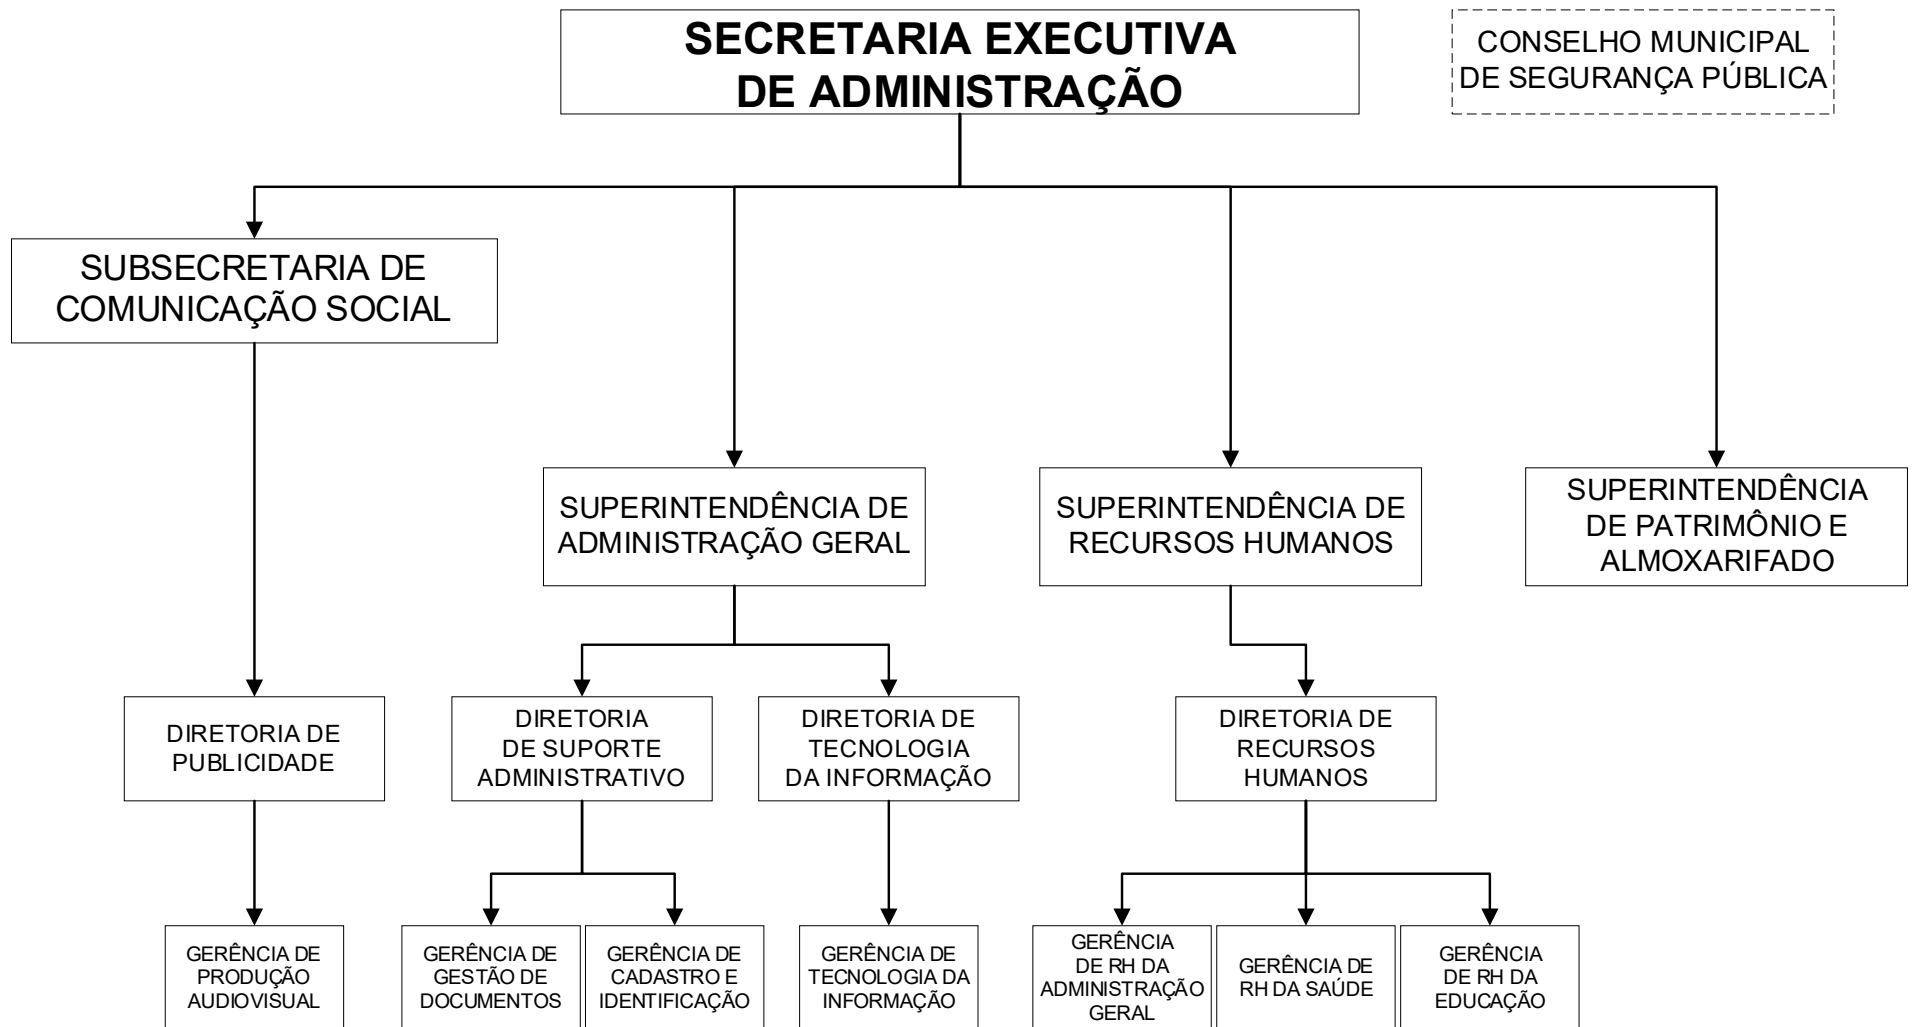 SECRETARIA EXECUTIVA
DE ADMINISTRAÇÃO
CONSELHO MUNICIPAL
DE SEGURANÇA PÚBLICA
SUBSECRETARIA DE
COMUNICAÇÃO SOCIAL
SUPERINTENDÊNCIA DE
ADMINISTRAÇÃO GERAL
SUPERINTENDÊNCIA DE
RECURSOS HUMANOS
SUPERINTENDÊNCIA
DE PATRIMÔNIO E
ALMOXARIFADO
DIRETORIA DE
PUBLICIDADE
DIRETORIA
DE SUPORTE
ADMINISTRATIVO
DIRETORIA DE
TECNOLOGIA
DA INFORMAÇÃO
DIRETORIA DE
RECURSOS
HUMANOS
GERÊNCIA DE
PRODUÇÃO
AUDIOVISUAL
GERÊNCIA DE
GESTÃO DE
DOCUMENTOS
GERÊNCIA DE
CADASTRO E
IDENTIFICAÇÃO
GERÊNCIA DE
TECNOLOGIA DA
INFORMAÇÃO
GERÊNCIA
DE RH DA
ADMINISTRAÇÃO
GERAL
GERÊNCIA DE
RH DA SAÚDE
GERÊNCIA
DE RH DA
EDUCAÇÃO